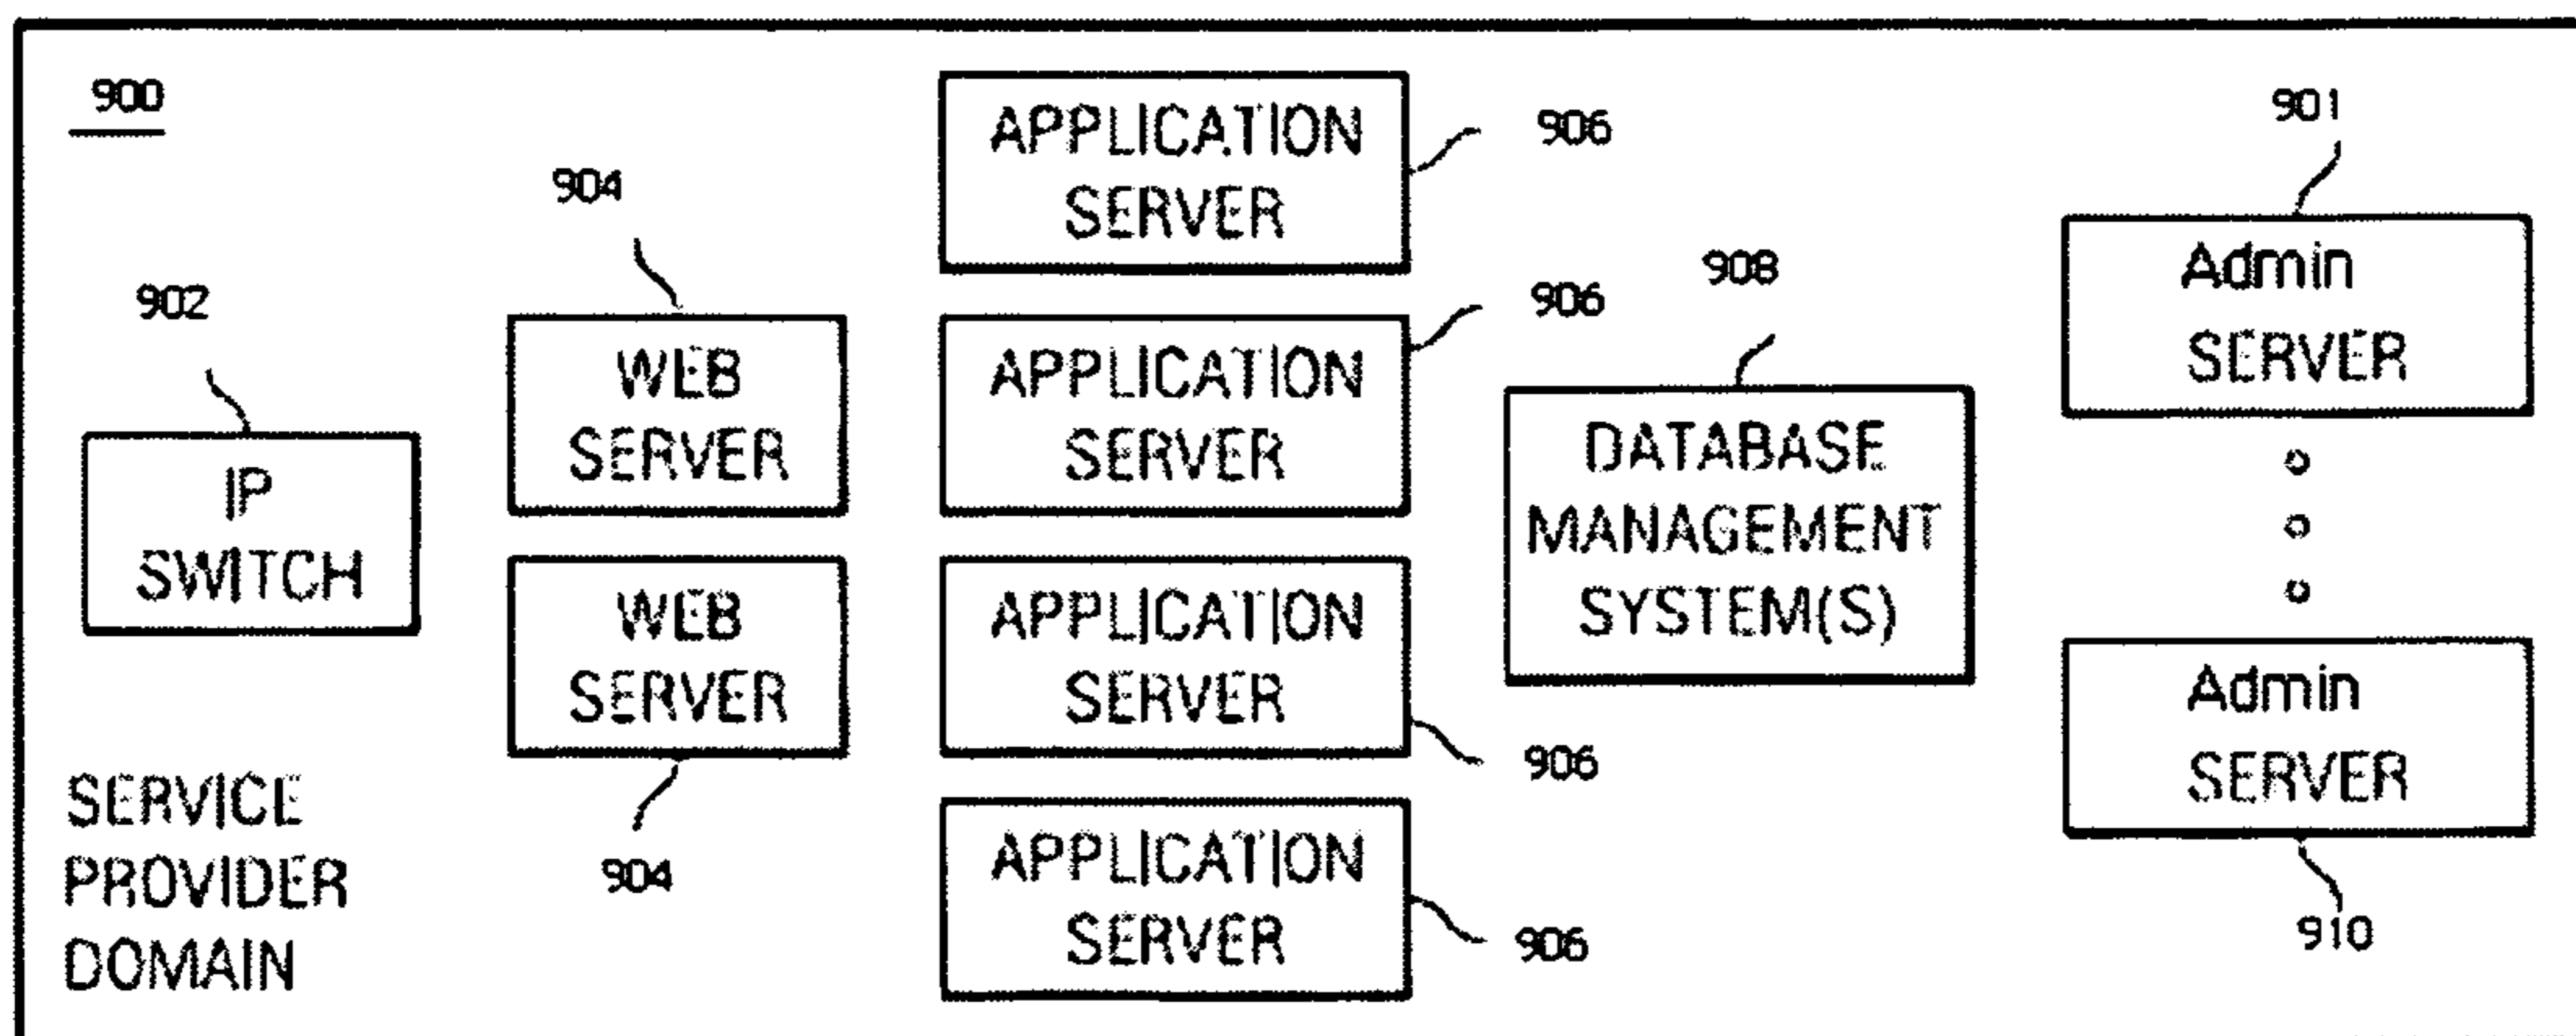 900
902
IP
SWITCH
SERVICE
PROVIDER
DOMAIN
904
WEB
SERVER
WEB
SERVER
904
APPLICATION
SERVER
906
APPLICATION
SERVER
906
APPLICATION
SERVER
906
APPLICATION
SERVER
906
908
DATABASE
MANAGEMENT
SYSTEM(S)
901
Admin
SERVER
Admin
SERVER
910